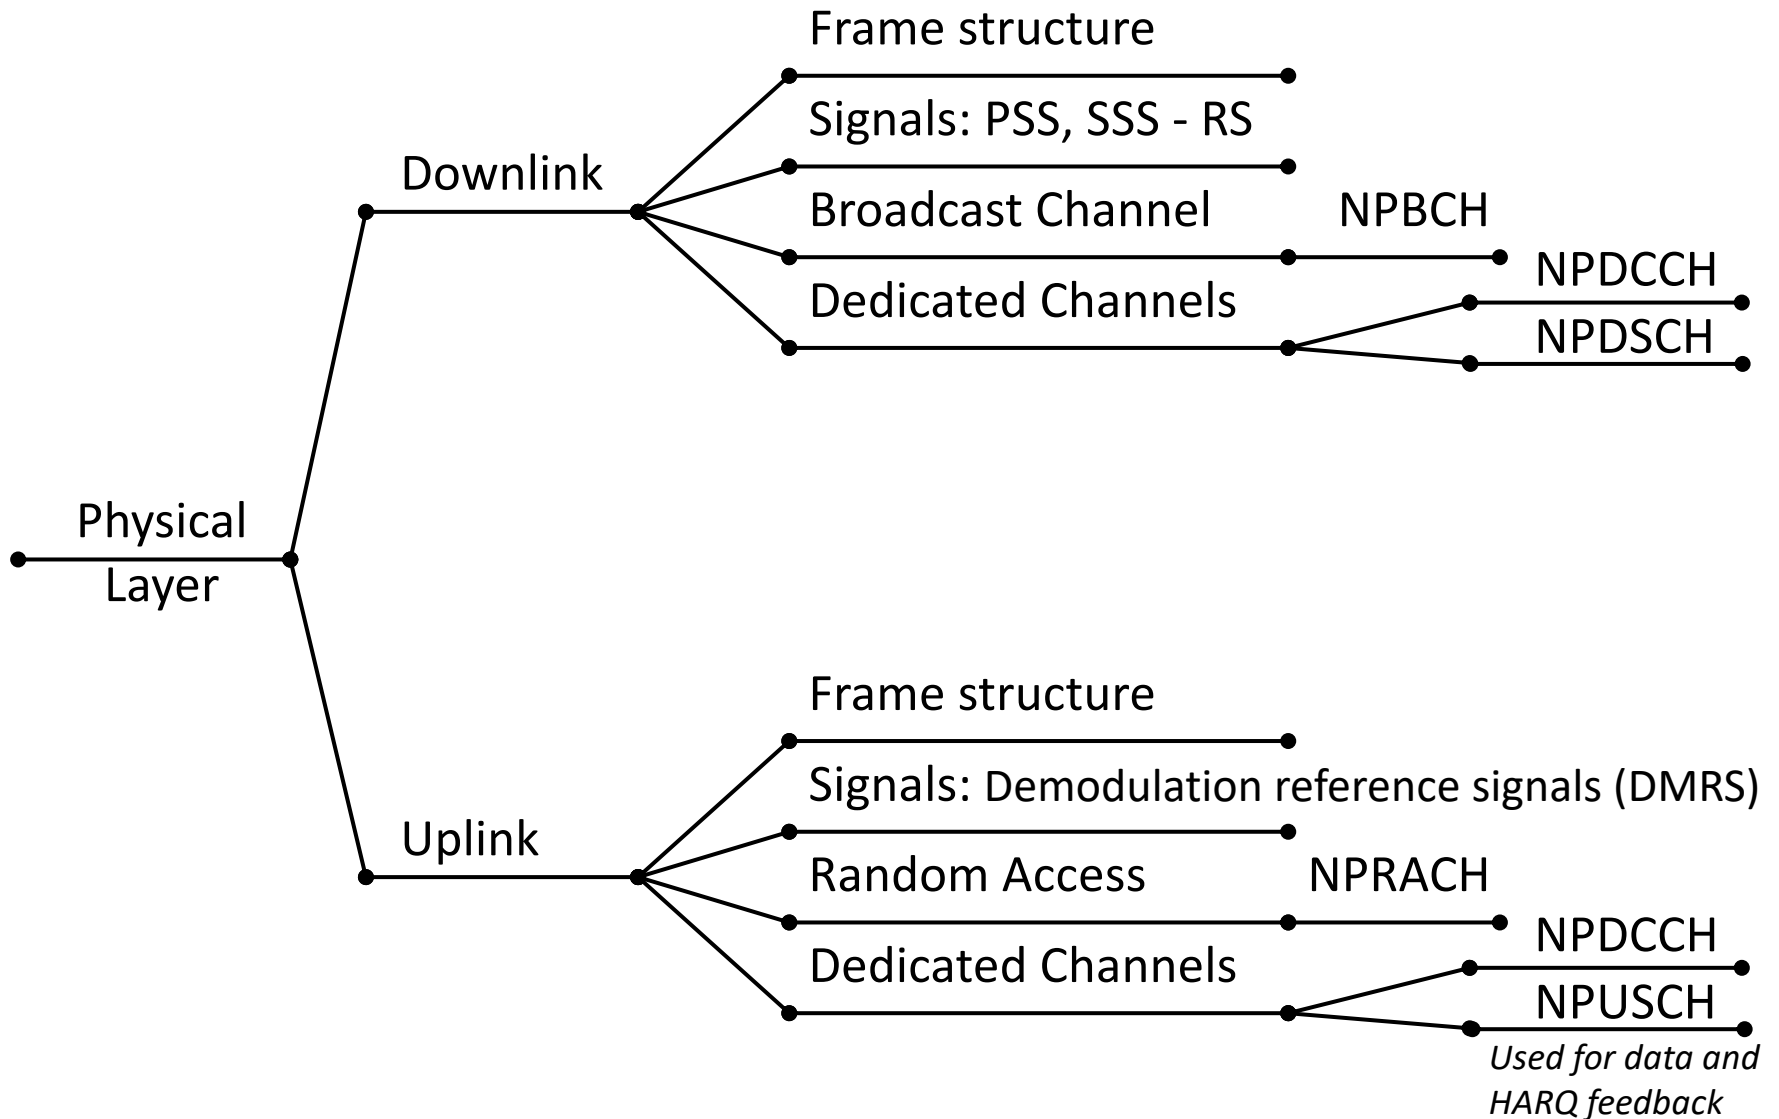 Frame structure
Signals: PSS, SSS - RS
Downlink
Broadcast Channel
NPBCH
Dedicated Channels
NPDCCH
NPDSCH
Physical
Layer
Frame structure
Signals: Demodulation reference signals (DMRS)
Uplink
Random Access
NPRACH
Dedicated Channels
NPDCCH
NPUSCH
Used for data and
HARQ feedback